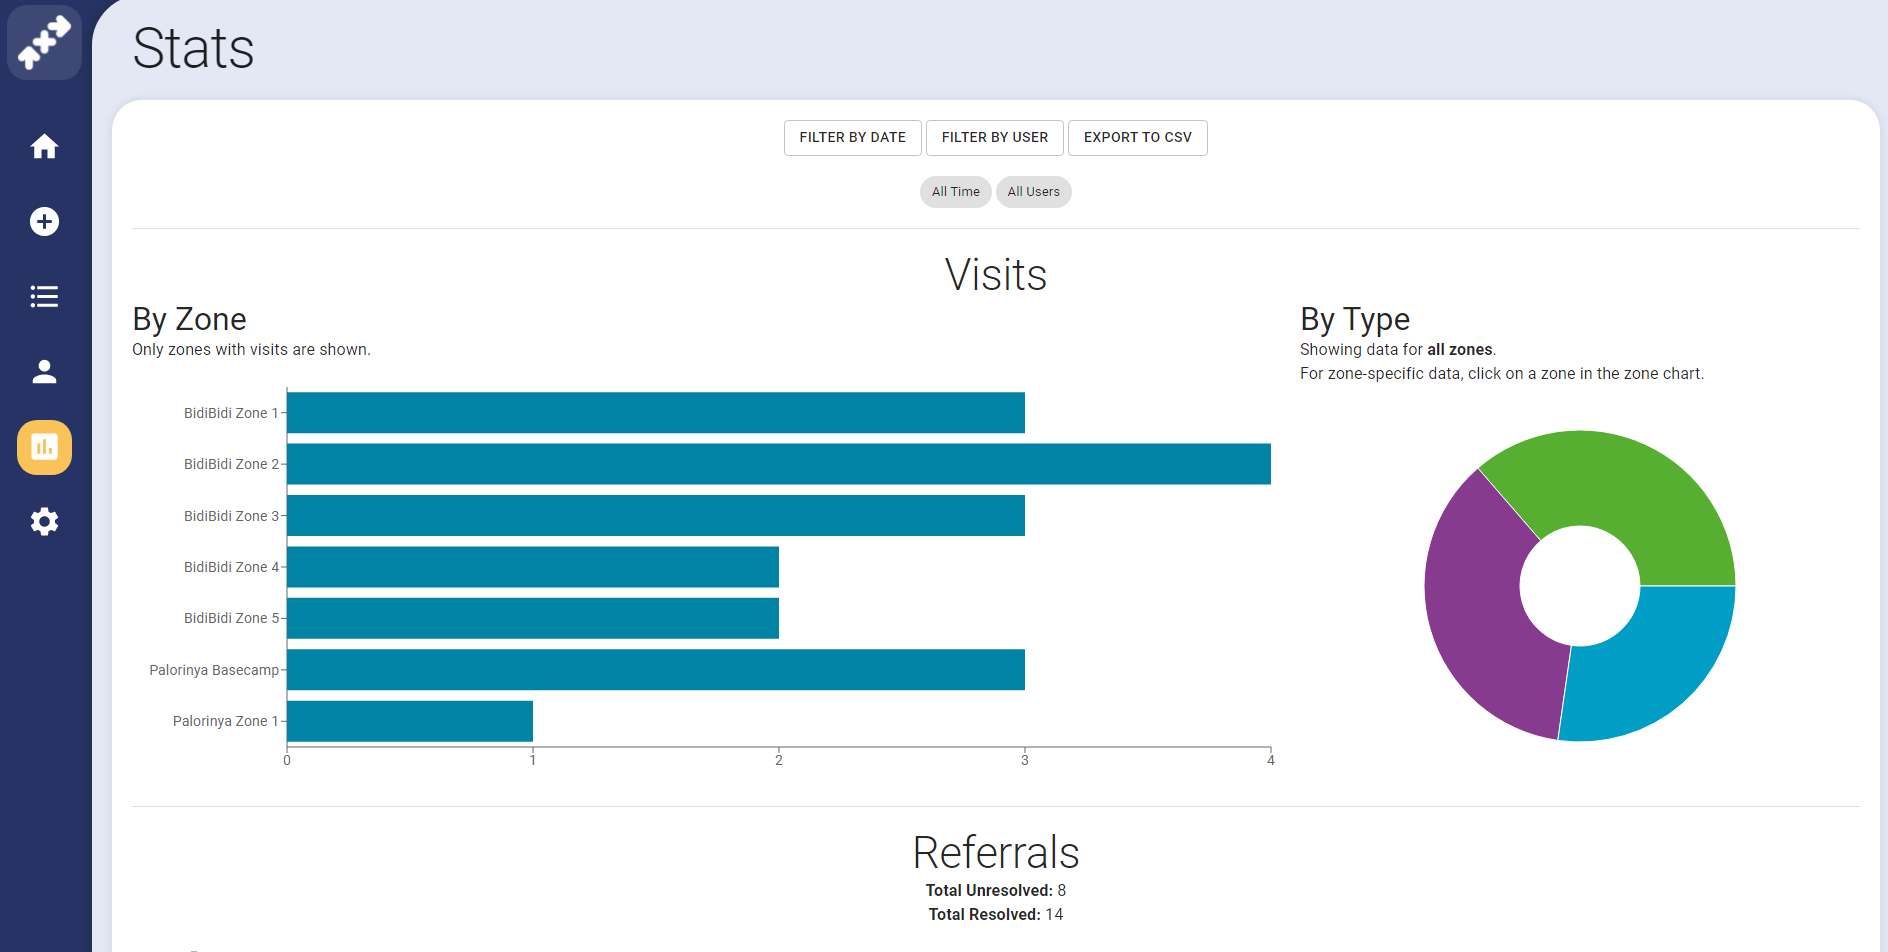 Stats
FILTER BY DATE
FILTER BY USER
EXPORT TO CSV
All Time
All Users
Visits
By Zone
Only zones with visits are shown.
BidiBidi Zone 1
BidiBidi Zone 2
BidiBidi Zone 3
BidiBidi Zone 4
BidiBidi Zone 5
Palorinya Basecamp
Palorinya Zone 1
0 1 2 3 4
By Type
Showing data for all zones.
For zone-specific data, click on a zone in the zone chart.
Referrals
Total Unresolved: 8
Total Resolved: 14